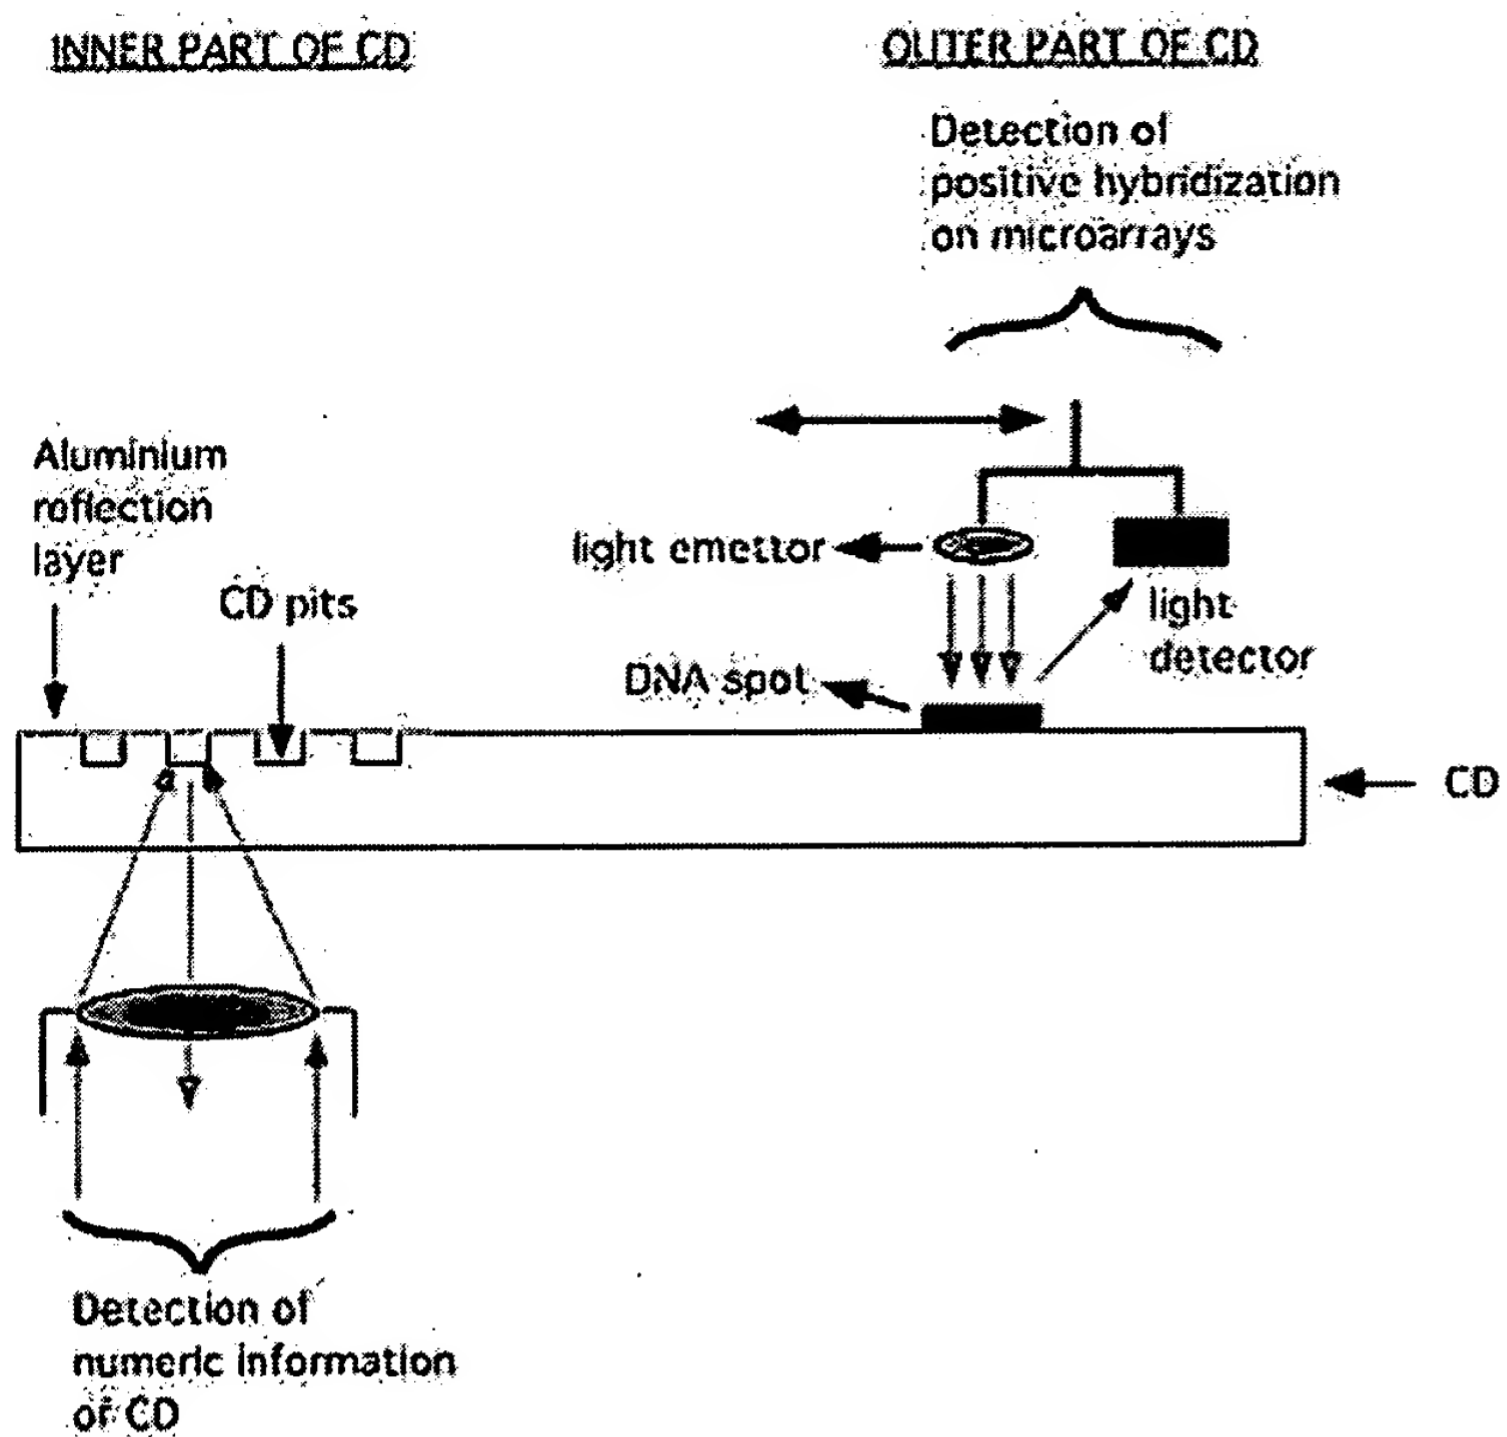 INNER PART OF CD
OUTER PART OF CD
Detection of
positive hybridization
on microarrays
Aluminium
reflection
layer
CD pits
light emettor
light
detector
DNA spot
CD
Detection of
numeric information
of CD